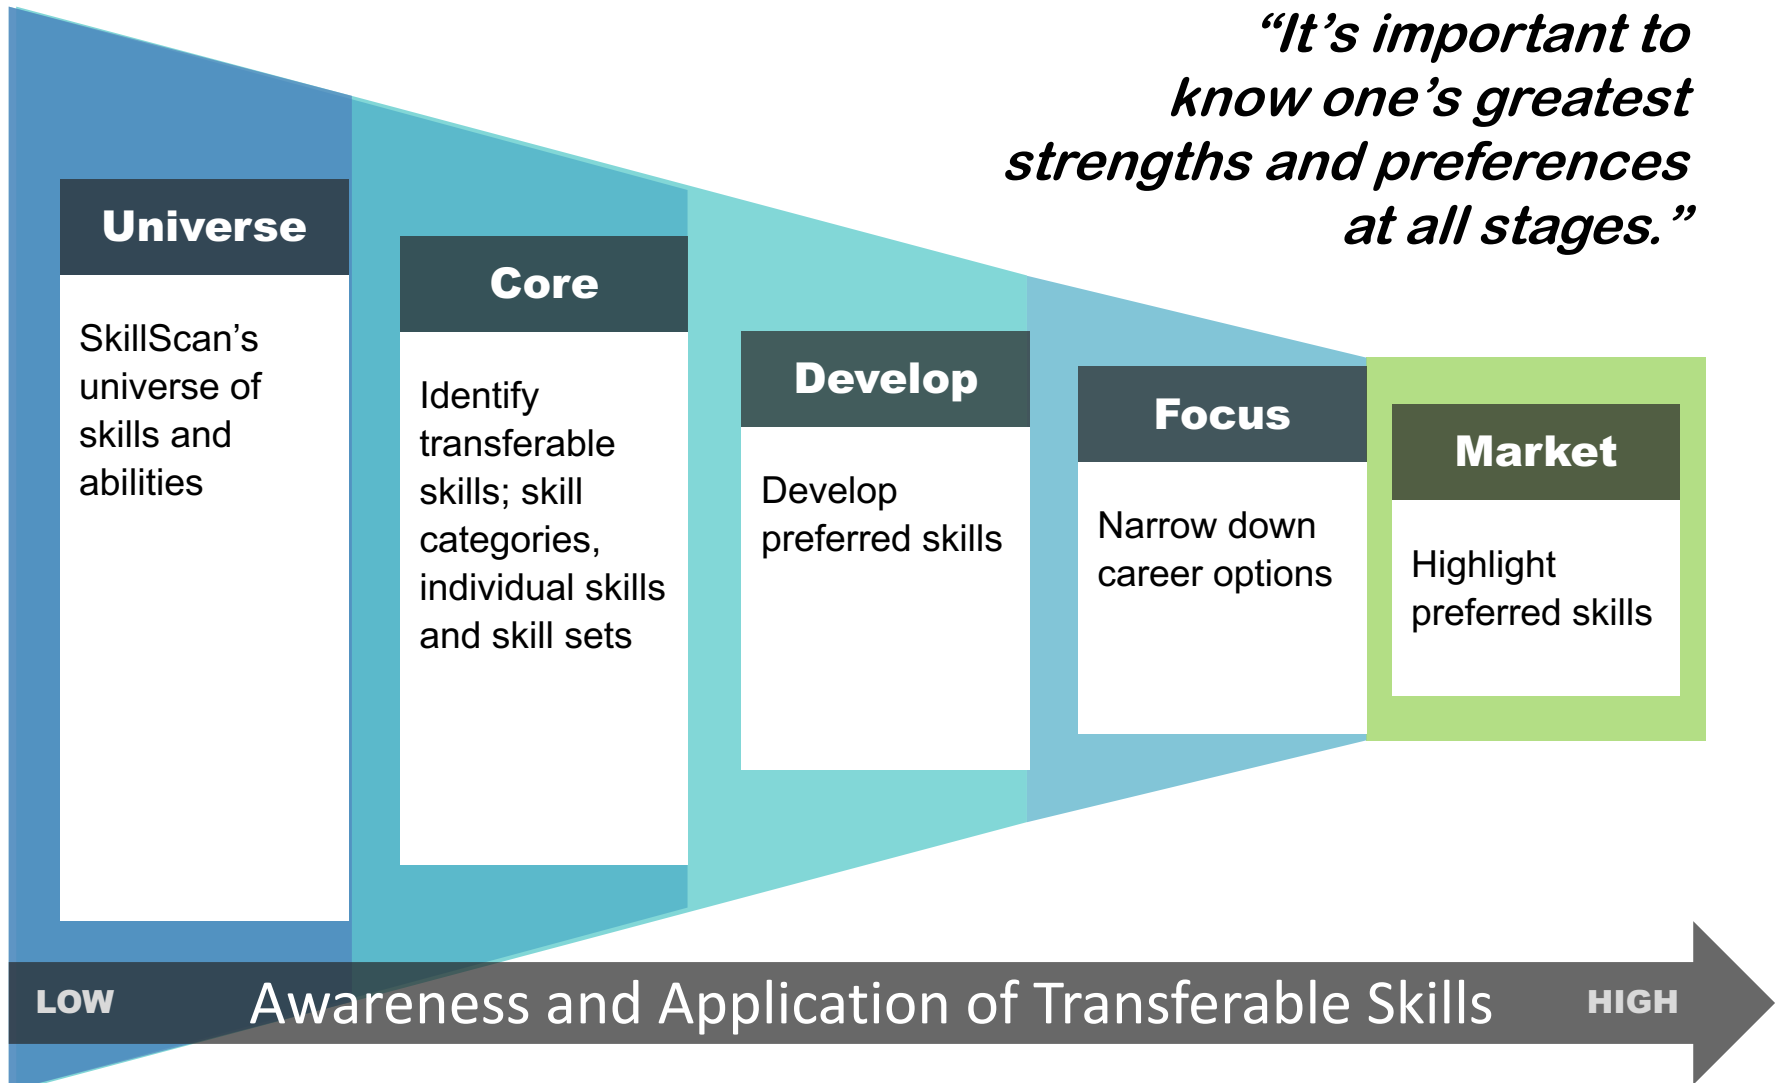 “It’s important to
know one’s greatest
strengths and preferences
at all stages.”
Universe
SkillScan’s
universe of
skills and
abilities
Core
Identify
transferable
skills; skill
categories,
individual skills
and skill sets
Develop
Develop
preferred skills
Focus
Narrow down
career options
Market
Highlight
preferred skills
LOW Awareness and Application of Transferable Skills HIGH